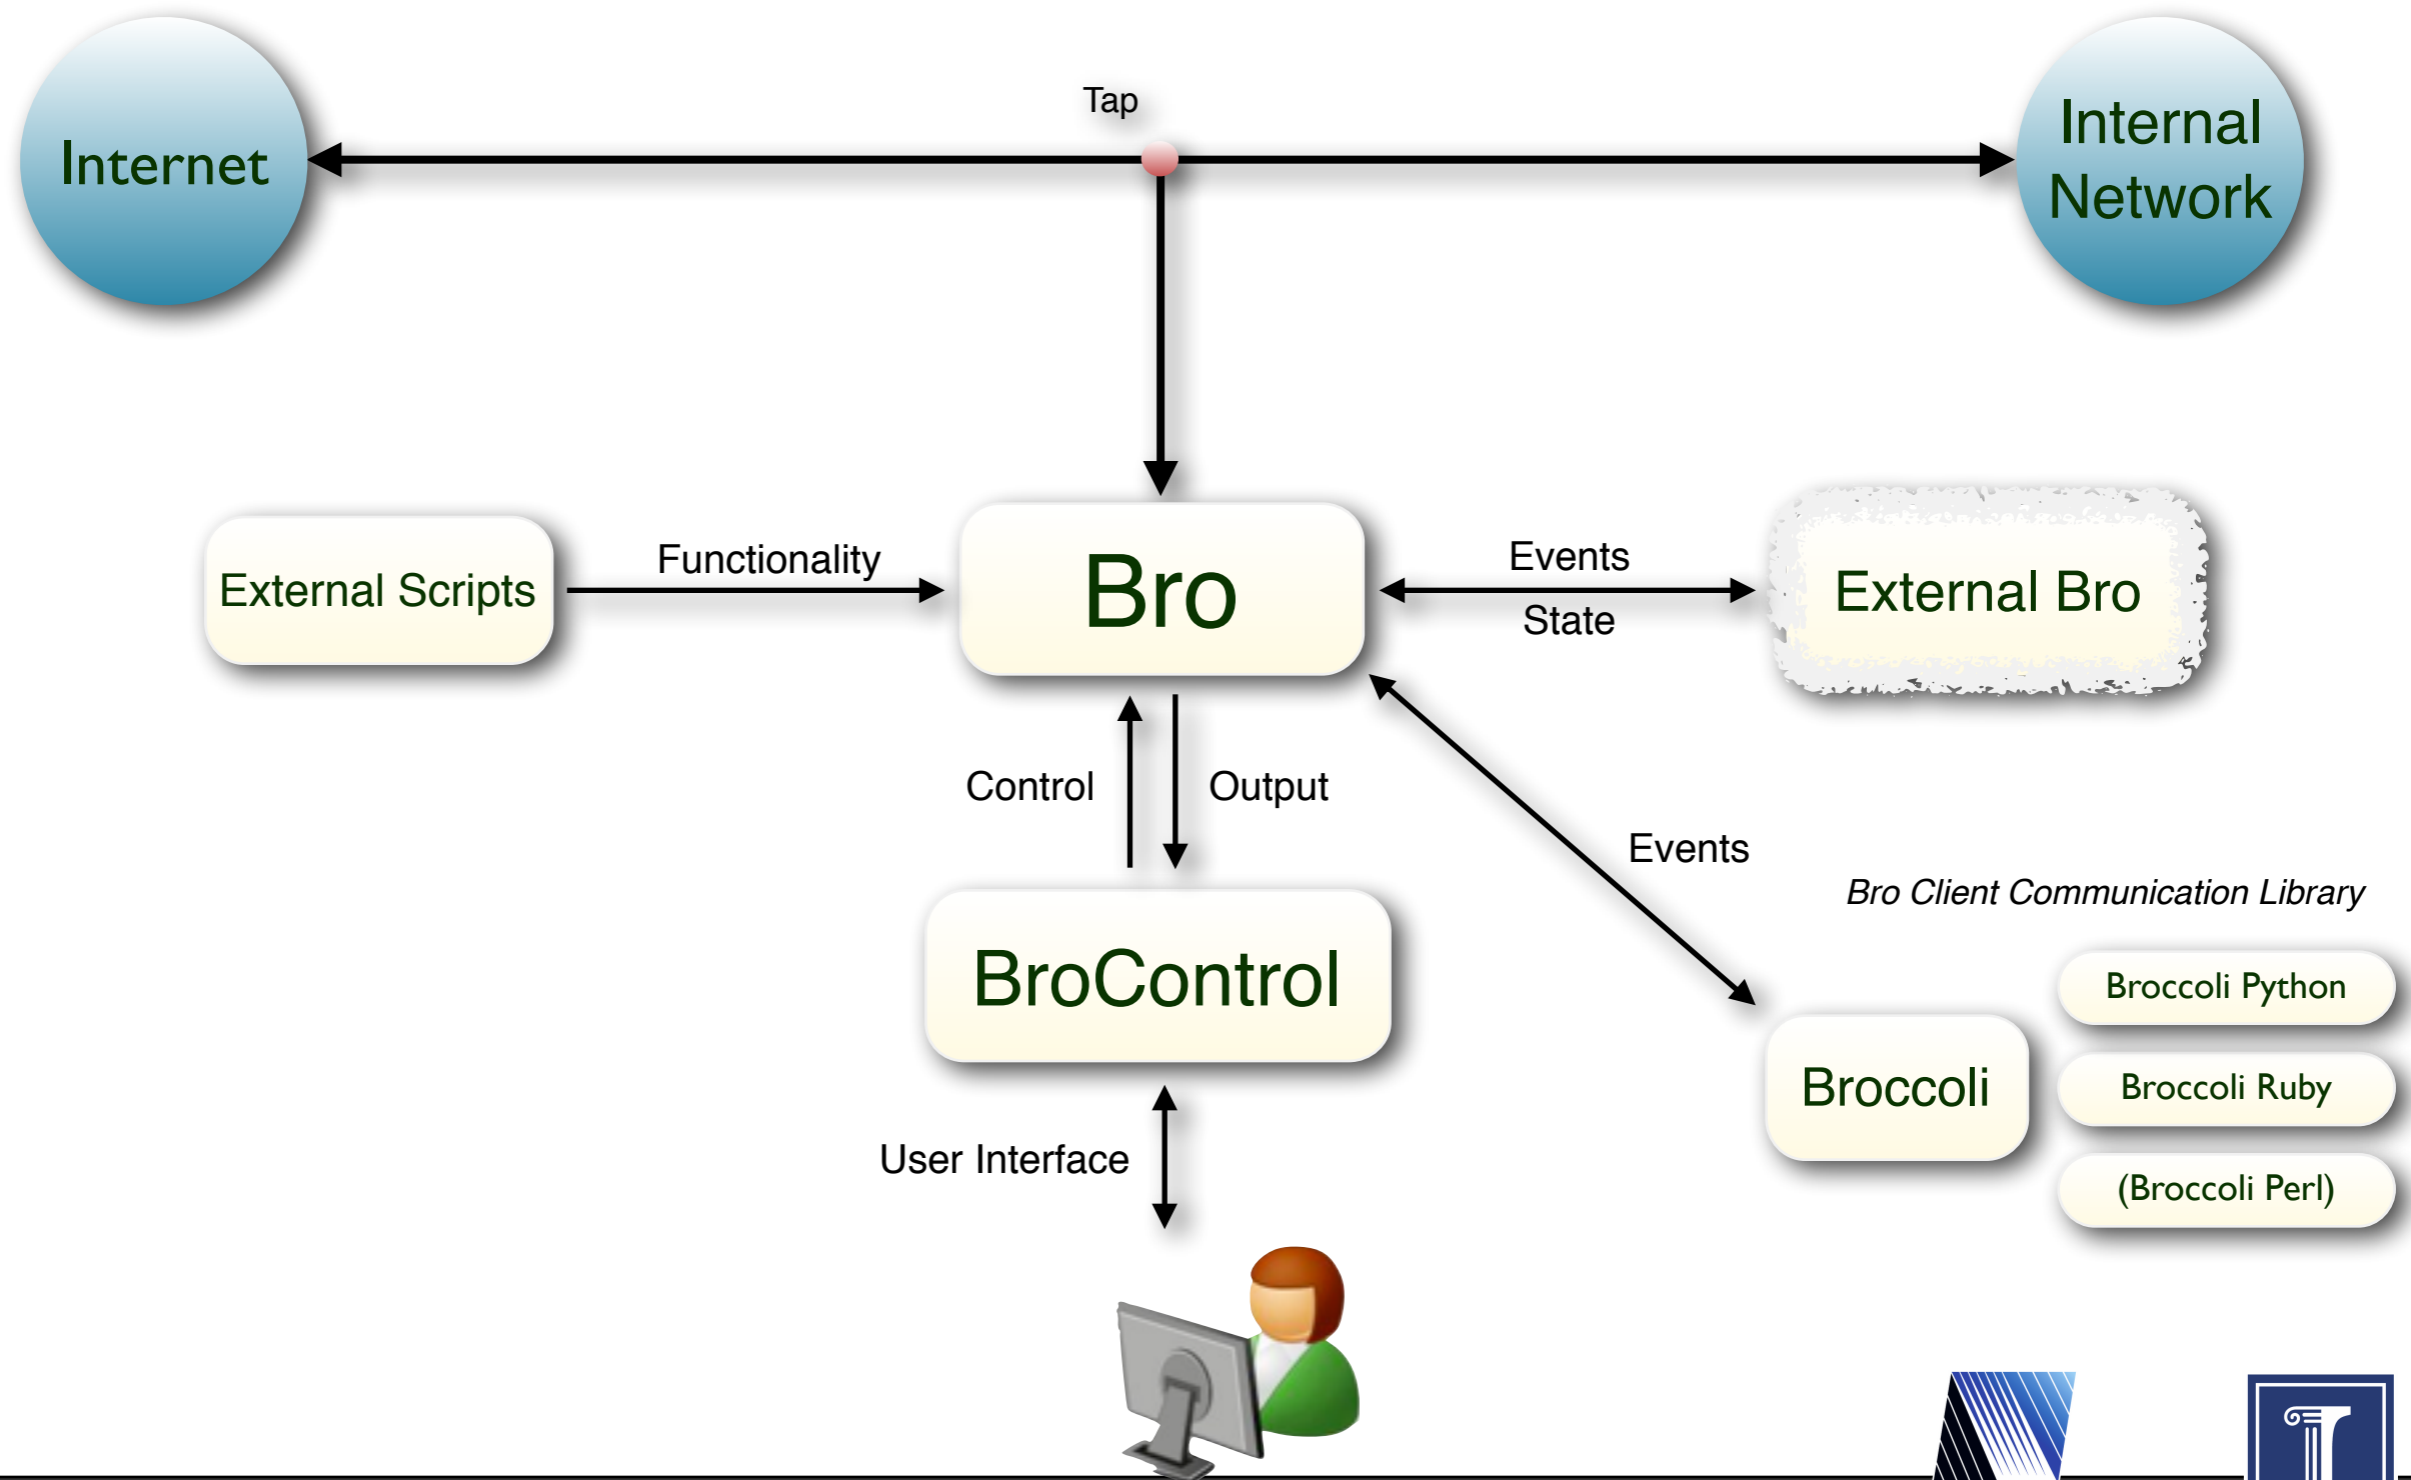 Tap
Internet
Internal
Network
External Scripts
Functionality
Bro
Events
State
External Bro
Control
Output
Events
Bro Client Communication Library
BroControl
Broccoli
Broccoli Python
Broccoli Ruby
(Broccoli Perl)
User Interface